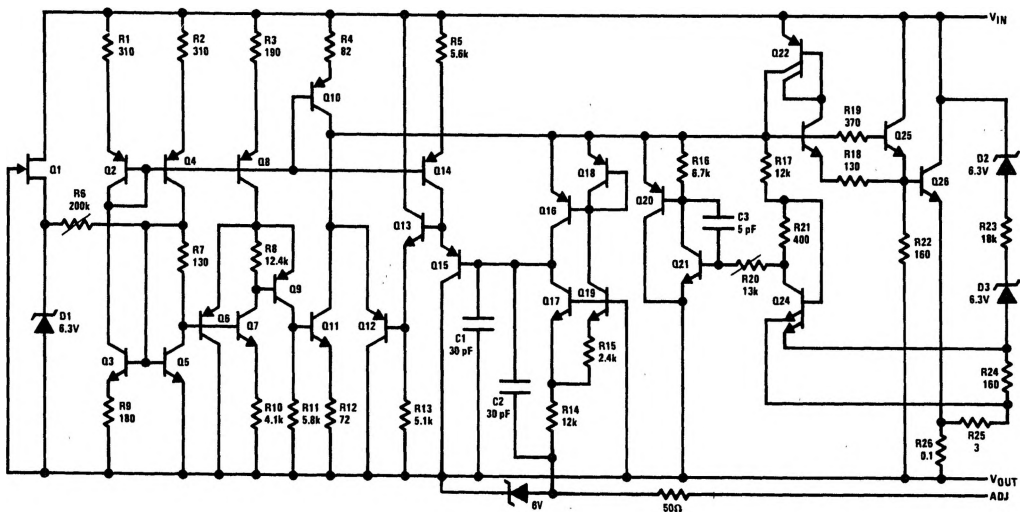 R1
310
R2
310
R3
190
R4
82
R5
5.6k
VIN
Q22
Q10
R19
370
Q25
Q1
Q2
Q4
Q8
Q14
Q18
R16
6.7k
R17
12k
R18
130
Q26
D2
6.3V
R6
200k
Q13
Q16
Q20
C3
5 pF
R21
400
R23
18k
R7
130
R8
12.4k
Q9
Q15
Q21
R20
13k
R22
160
D1
6.3V
Q6
Q7
Q11
Q12
Q17
Q19
Q24
D3
6.3V
C1
30 pF
R15
2.4k
Q3
Q5
C2
30 pF
R24
160
R9
180
R10
4.1k
R11
5.8k
R12
72
R13
5.1k
R14
12k
R26
0.1
R25
3
VOUT
6V
50Ω
ADJ